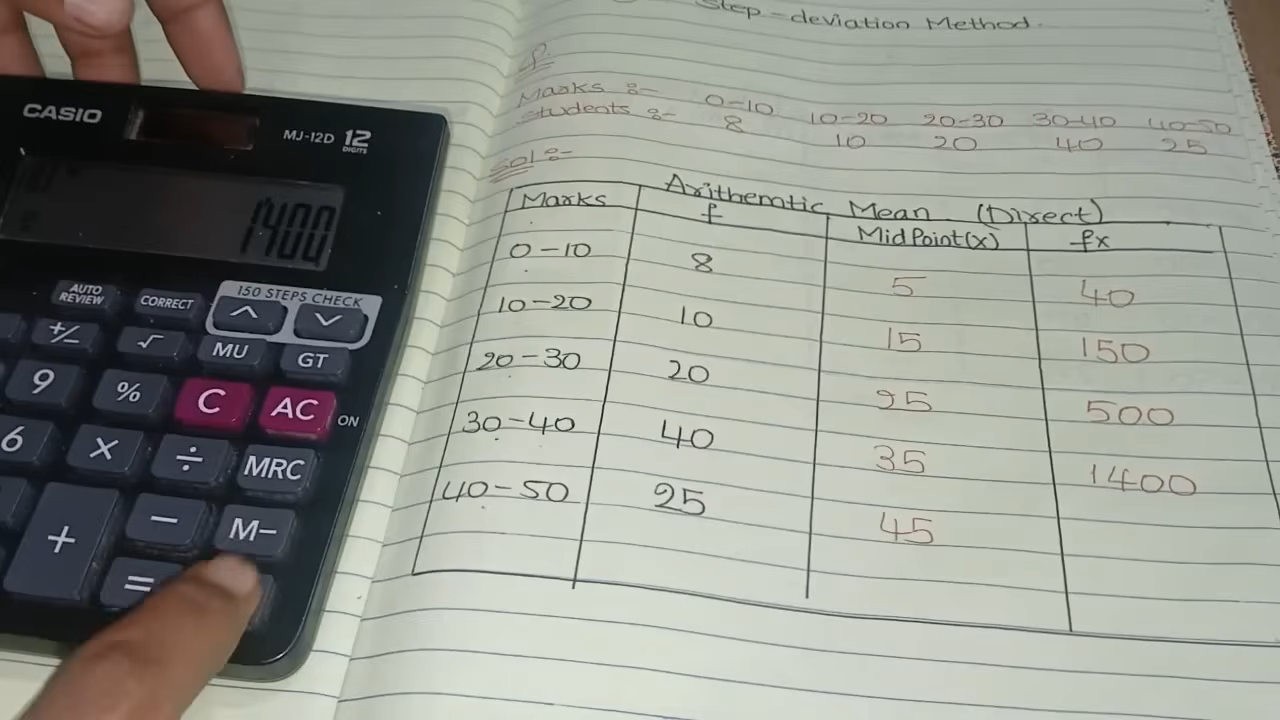 Step-deviation Method.
Q.
Marks :- 0-10 10-20 20-30 30-40 40-50
Students :- 8 10 20 40 25
Sol :-
Arithemtic Mean (Direct)
Marks f MidPoint(x) fx
0-10 8 5 40
10-20 10 15 150
20-30 20 25 500
30-40 40 35 1400
40-50 25 45
CASIO
MJ-12D 12
DIGITS
1400
150 STEPS CHECK
AUTO REVIEW CORRECT
+/- √ MU GT
9 % C AC ON
6 × ÷ MRC
+ − M−
=